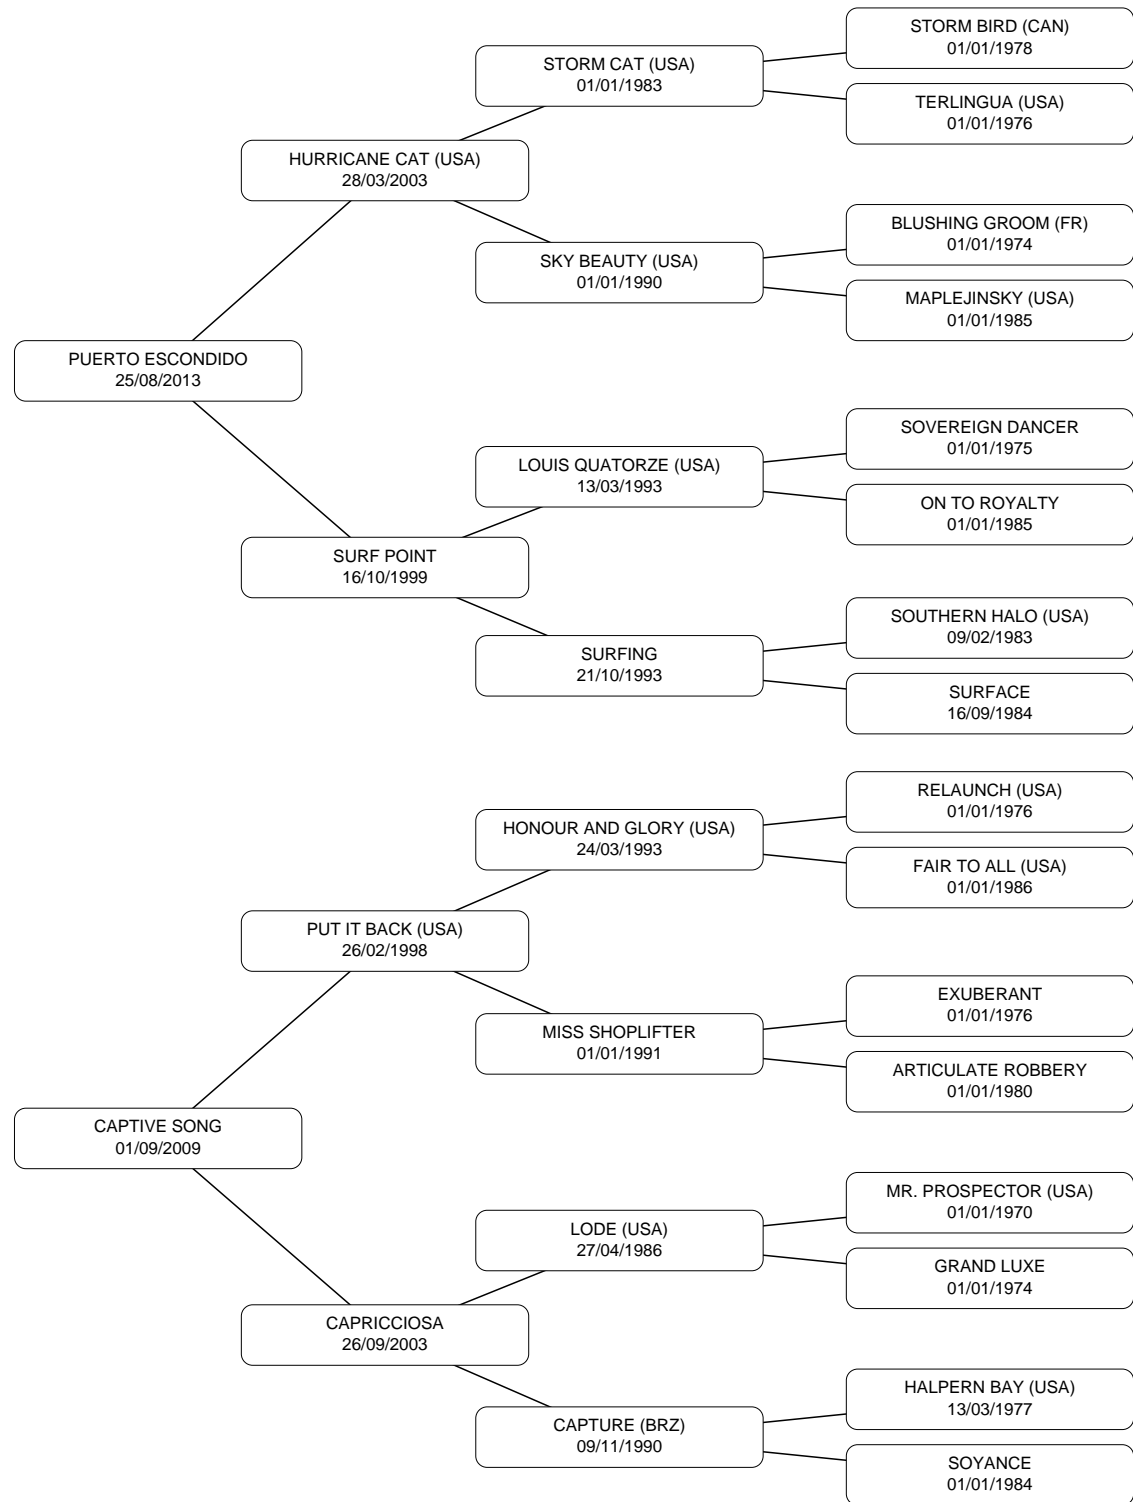 STORM BIRD (CAN)
01/01/1978
STORM CAT (USA)
01/01/1983
TERLINGUA (USA)
01/01/1976
HURRICANE CAT (USA)
28/03/2003
BLUSHING GROOM (FR)
01/01/1974
SKY BEAUTY (USA)
01/01/1990
MAPLEJINSKY (USA)
01/01/1985
PUERTO ESCONDIDO
25/08/2013
SOVEREIGN DANCER
01/01/1975
LOUIS QUATORZE (USA)
13/03/1993
ON TO ROYALTY
01/01/1985
SURF POINT
16/10/1999
SOUTHERN HALO (USA)
09/02/1983
SURFING
21/10/1993
SURFACE
16/09/1984
RELAUNCH (USA)
01/01/1976
HONOUR AND GLORY (USA)
24/03/1993
FAIR TO ALL (USA)
01/01/1986
PUT IT BACK (USA)
26/02/1998
EXUBERANT
01/01/1976
MISS SHOPLIFTER
01/01/1991
ARTICULATE ROBBERY
01/01/1980
CAPTIVE SONG
01/09/2009
MR. PROSPECTOR (USA)
01/01/1970
LODE (USA)
27/04/1986
GRAND LUXE
01/01/1974
CAPRICCIOSA
26/09/2003
HALPERN BAY (USA)
13/03/1977
CAPTURE (BRZ)
09/11/1990
SOYANCE
01/01/1984